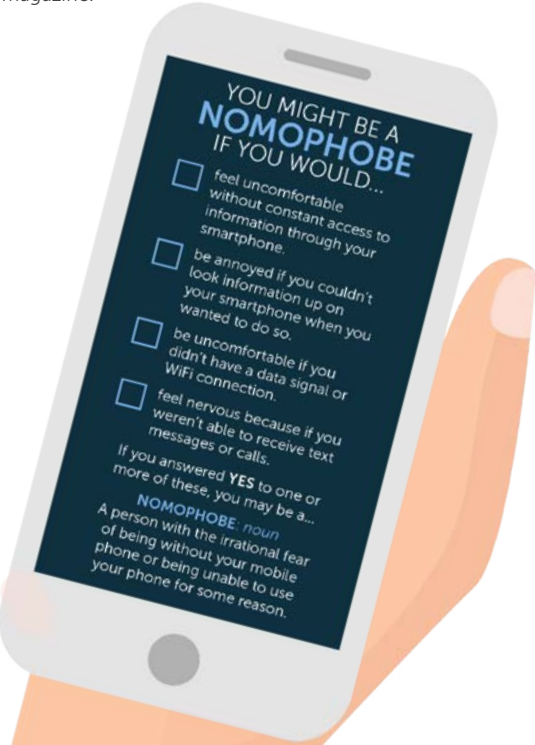 magazine.
YOU MIGHT BE A
NOMOPHOBE
IF YOU WOULD...
feel uncomfortable
without constant access to
information through your
smartphone.
be annoyed if you couldn't
look information up on
your smartphone when you
wanted to do so.
be uncomfortable if you
didn't have a data signal or
WiFi connection.
feel nervous because if you
weren't able to receive text
messages or calls.
If you answered YES to one or
more of these, you may be a...
NOMOPHOBE: noun
A person with the irrational fear
of being without your mobile
phone or being unable to use
your phone for some reason.